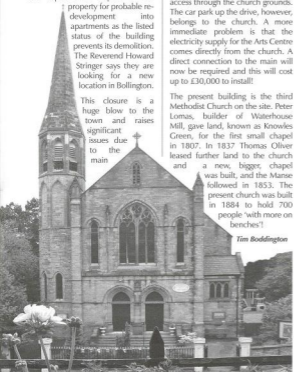 property for probable re-
development into
apartments as the listed
status of the building
prevents its demolition.
The Reverend Howard
Stringer says they are
looking for a new
location in Bollington.
This closure is a
huge blow to the
town and raises
significant
issues due
to the
main
access through the church grounds.
The car park up the drive, however,
belongs to the church. A more
immediate problem is that the
electricity supply for the Arts Centre
comes directly from the church. A
direct connection to the main will
now be required and this will cost
up to £30,000 to install!
The present building is the third
Methodist Church on the site. Peter
Lomas, builder of Waterhouse
Mill, gave land, known as Knowles
Green, for the first small chapel
in 1807. In 1837 Thomas Oliver
leased further land to the church
and a new, bigger, chapel
was built, and the Manse
followed in 1853. The
present church was built
in 1884 to hold 700
people 'with more on
benches'!
Tim Boddington